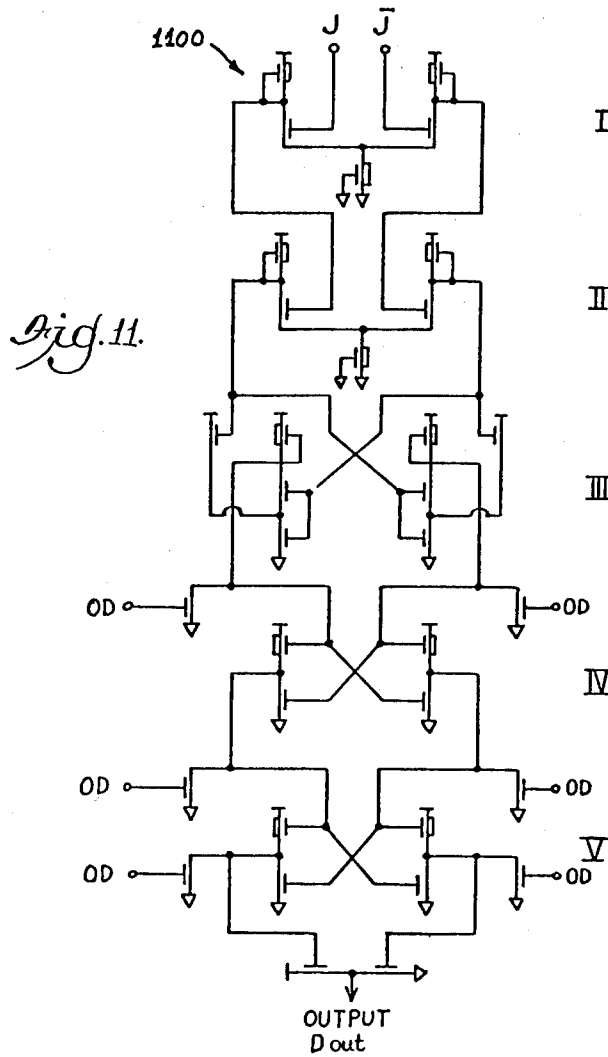 J J̄
1100
I
II
Fig. 11.
III
OD OD
IV
OD OD
V
OD OD
OUTPUT
D out